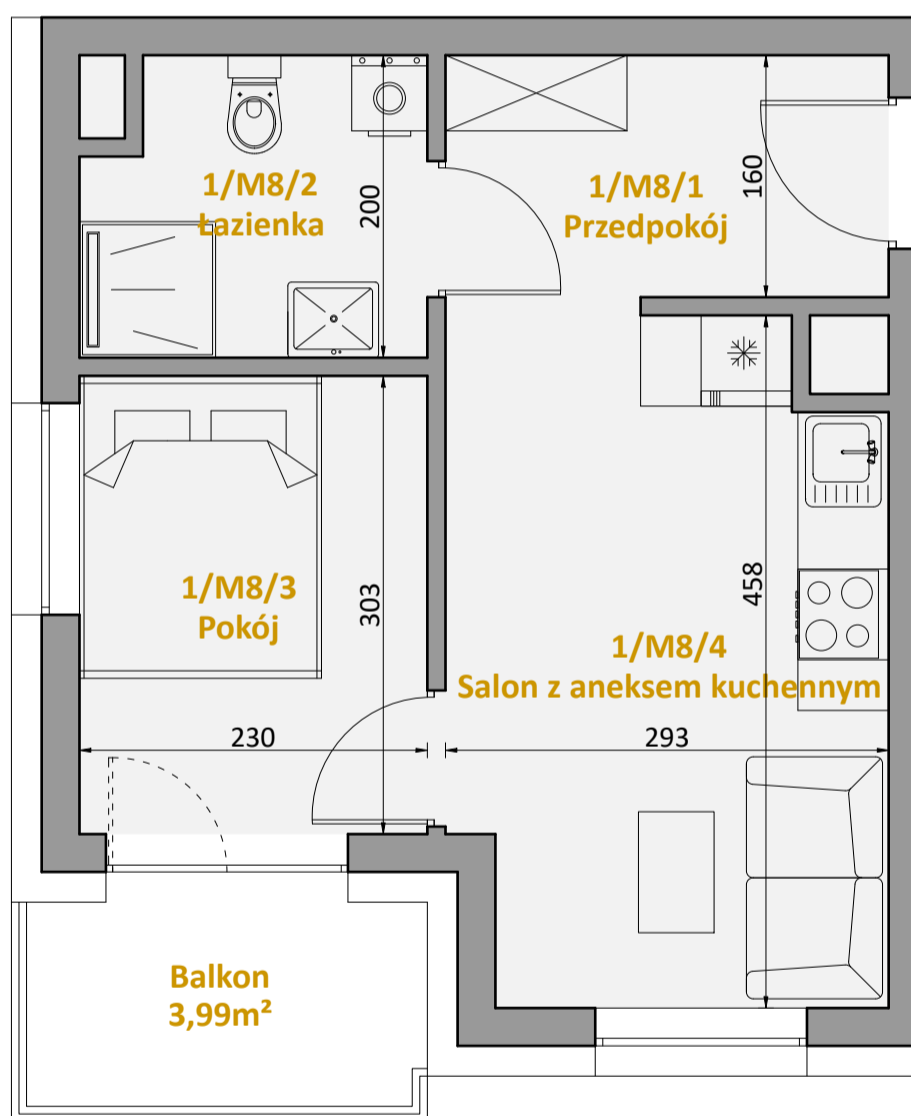 1/M8/2
Łazienka
200
1/M8/1
Przedpokój
160
1/M8/3
Pokój
303
458
1/M8/4
Salon z aneksem kuchennym
230
293
Balkon
3,99m²